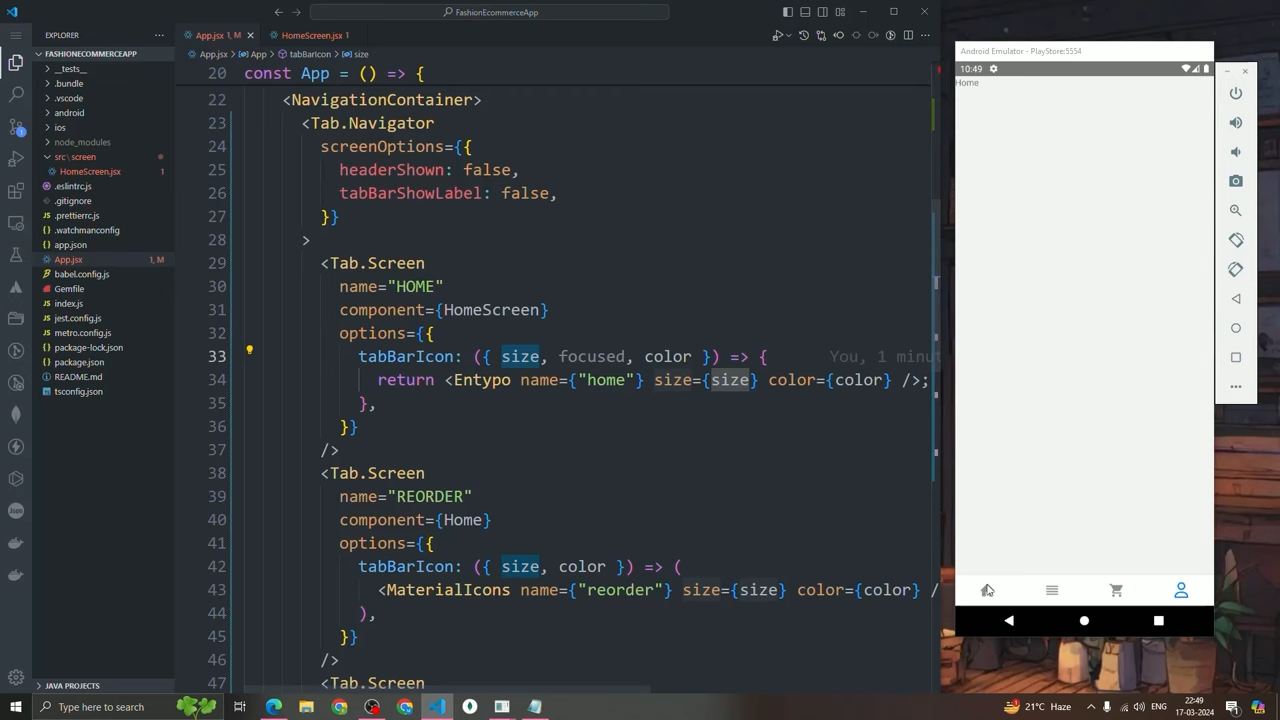 FashionEcommerceApp
EXPLORER
App.jsx 1, M
HomeScreen.jsx 1
FASHIONECOMMERCEAPP
App.jsx > App > tabBarIcon > size
__tests__
.bundle
.vscode
android
ios
node_modules
src\screen
HomeScreen.jsx 1
.eslintrc.js
.gitignore
.prettierrc.js
.watchmanconfig
app.json
App.jsx 1, M
babel.config.js
Gemfile
index.js
jest.config.js
metro.config.js
package-lock.json
package.json
README.md
tsconfig.json
JAVA PROJECTS
20 const App = () => {
22 <NavigationContainer>
23 <Tab.Navigator
24 screenOptions={{
25 headerShown: false,
26 tabBarShowLabel: false,
27 }}
28 >
29 <Tab.Screen
30 name="HOME"
31 component={HomeScreen}
32 options={{
33 tabBarIcon: ({ size, focused, color }) => { You, 1 minut
34 return <Entypo name={"home"} size={size} color={color} />;
35 },
36 }}
37 />
38 <Tab.Screen
39 name="REORDER"
40 component={Home}
41 options={{
42 tabBarIcon: ({ size, color }) => (
43 <MaterialIcons name={"reorder"} size={size} color={color} /
44 ),
45 }}
46 />
47 <Tab.Screen
Android Emulator - PlayStore:5554
10:49
Home
Type here to search
21°C Haze
22:49
17-03-2024